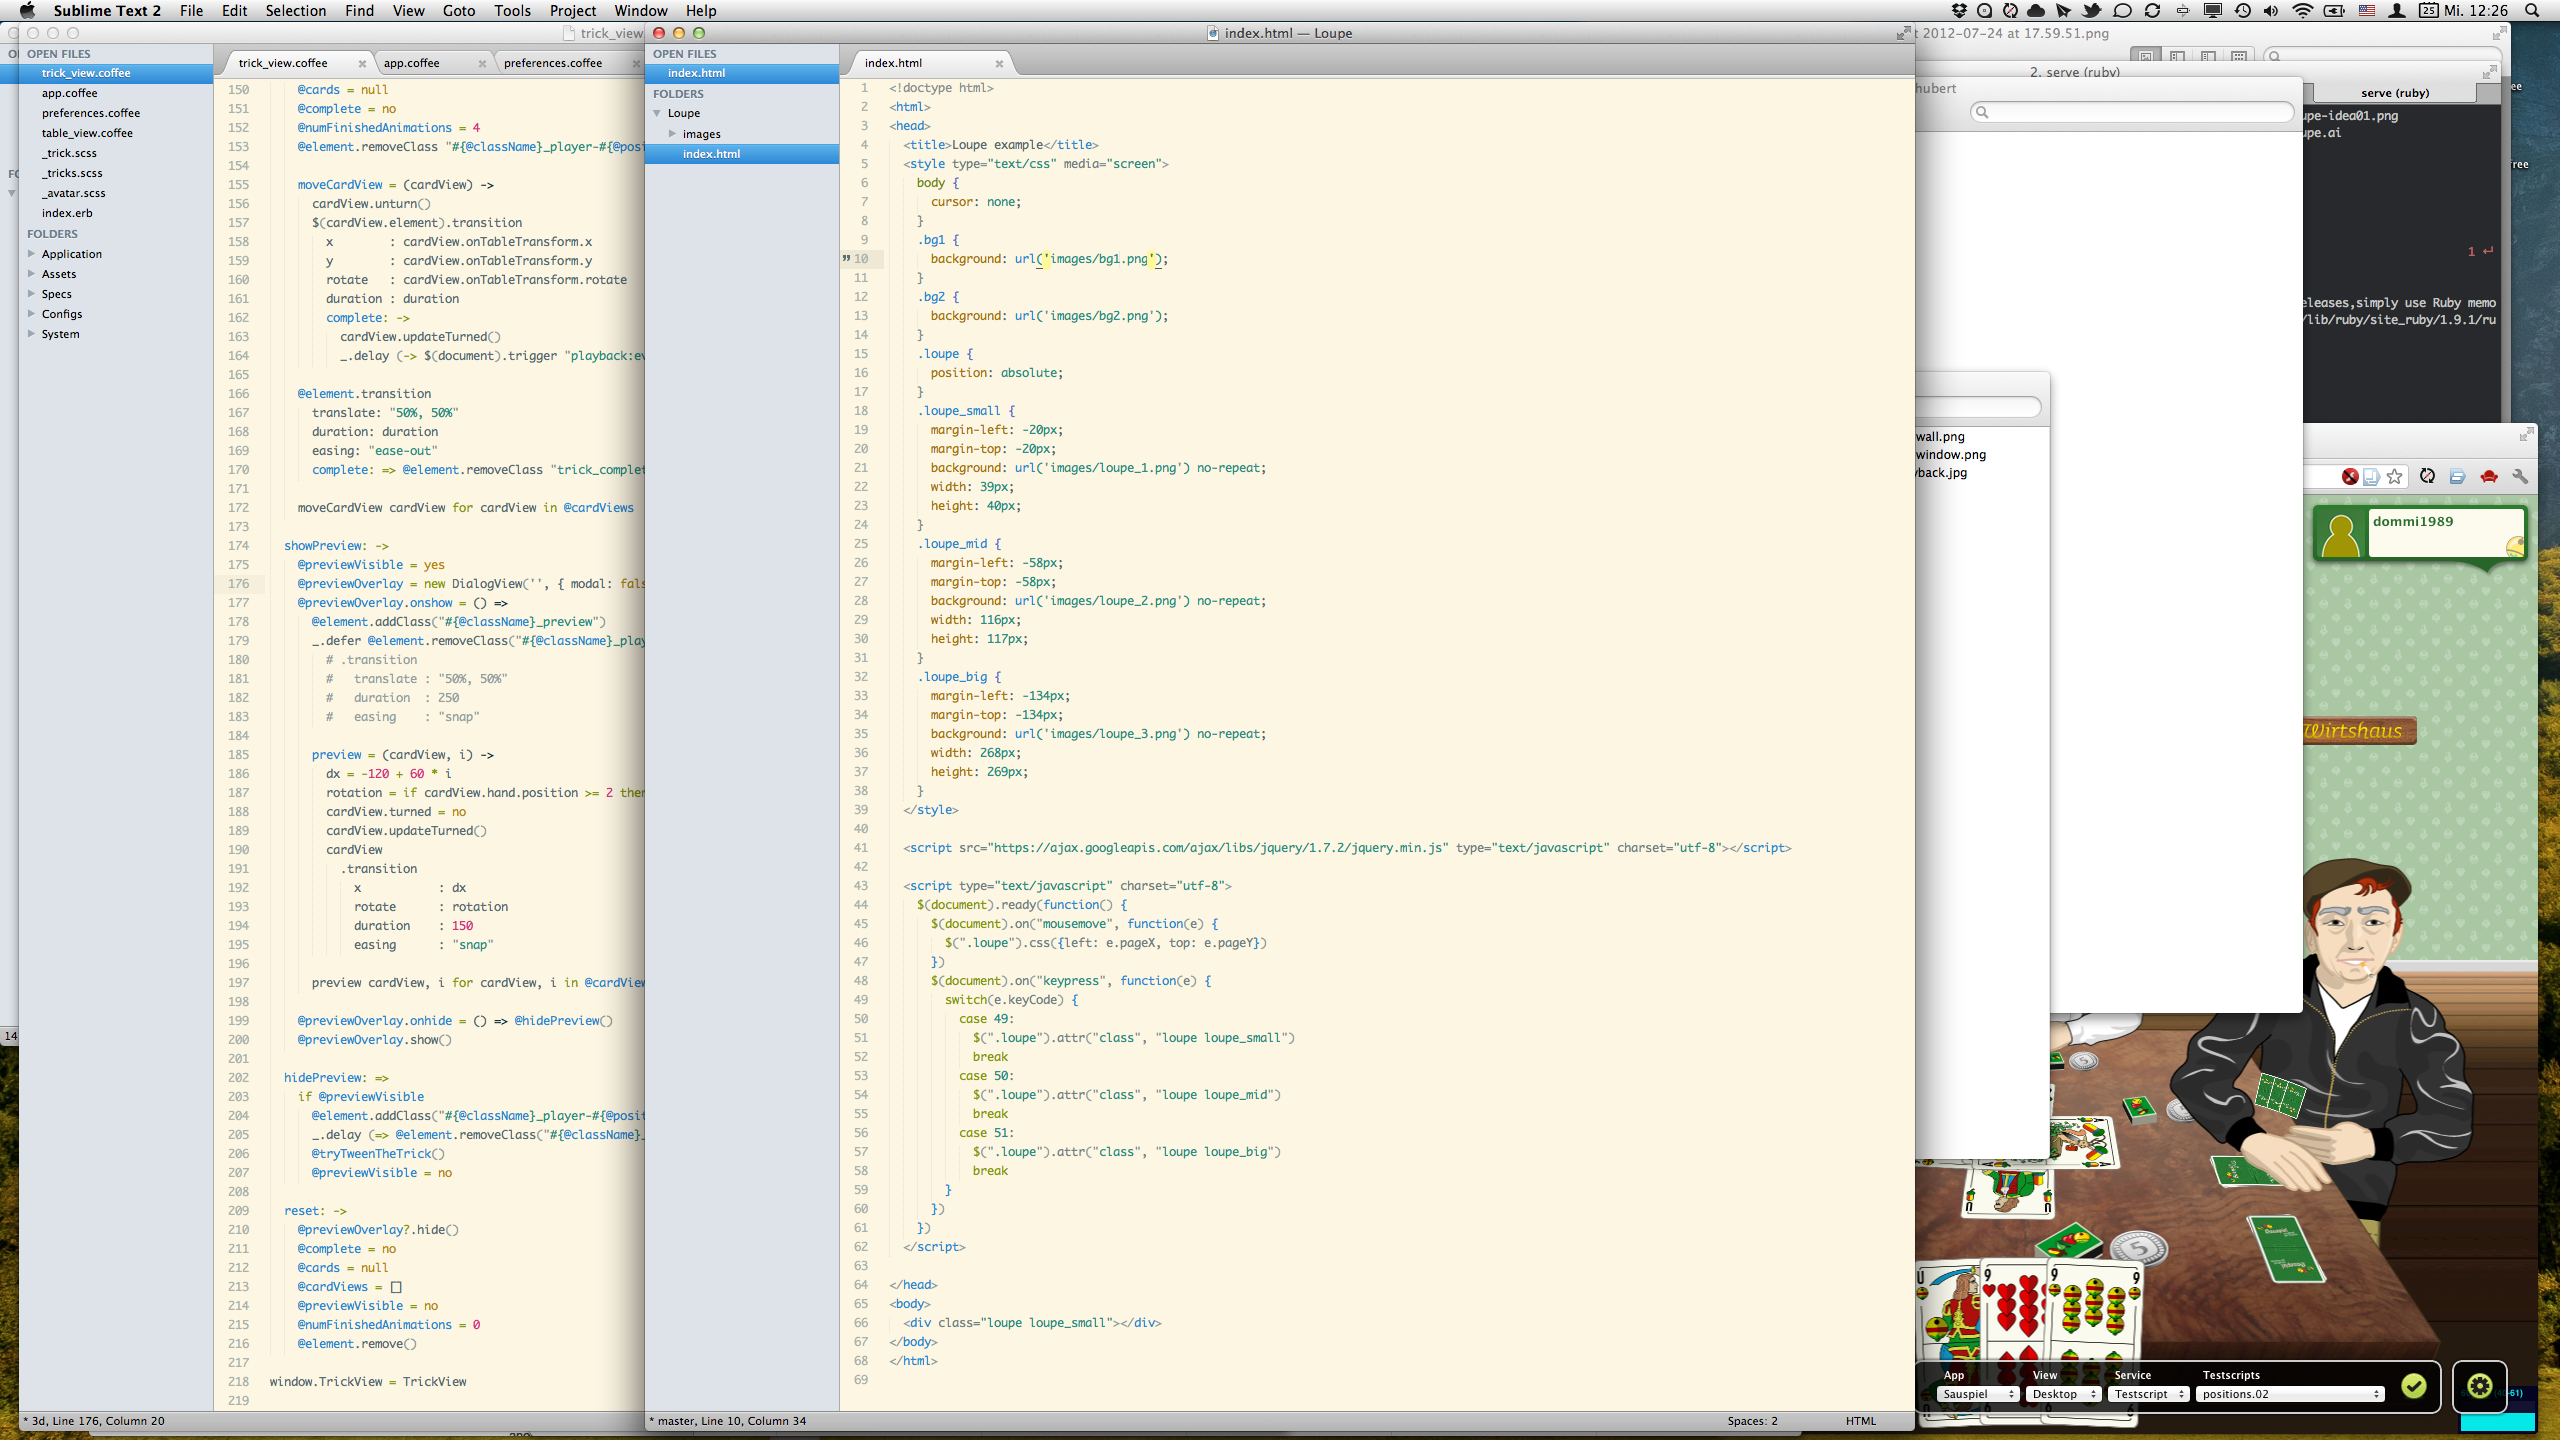 Sublime Text 2 File Edit Selection Find View Goto Tools Project Window Help
25 Mi. 12:26
trick_view.
OPEN FILES
trick_view.coffee
app.coffee
preferences.coffee
table_view.coffee
_trick.scss
_tricks.scss
_avatar.scss
index.erb
FOLDERS
Application
Assets
Specs
Configs
System
trick_view.coffee app.coffee preferences.coffee
150 @cards = null
151 @complete = no
152 @numFinishedAnimations = 4
153 @element.removeClass "#{@className}_player-#{@posi
154
155 moveCardView = (cardView) ->
156 cardView.unturn()
157 $(cardView.element).transition
158 x : cardView.onTableTransform.x
159 y : cardView.onTableTransform.y
160 rotate : cardView.onTableTransform.rotate
161 duration : duration
162 complete: ->
163 cardView.updateTurned()
164 _.delay (-> $(document).trigger "playback:ev
165
166 @element.transition
167 translate: "50%, 50%"
168 duration: duration
169 easing: "ease-out"
170 complete: => @element.removeClass "trick_complet
171
172 moveCardView cardView for cardView in @cardViews
173
174 showPreview: ->
175 @previewVisible = yes
176 @previewOverlay = new DialogView('', { modal: fals
177 @previewOverlay.onshow = () =>
178 @element.addClass("#{@className}_preview")
179 _.defer @element.removeClass("#{@className}_play
180 # .transition
181 # translate : "50%, 50%"
182 # duration : 250
183 # easing : "snap"
184
185 preview = (cardView, i) ->
186 dx = -120 + 60 * i
187 rotation = if cardView.hand.position >= 2 then
188 cardView.turned = no
189 cardView.updateTurned()
190 cardView
191 .transition
192 x : dx
193 rotate : rotation
194 duration : 150
195 easing : "snap"
196
197 preview cardView, i for cardView, i in @cardView
198
199 @previewOverlay.onhide = () => @hidePreview()
200 @previewOverlay.show()
201
202 hidePreview: =>
203 if @previewVisible
204 @element.addClass("#{@className}_player-#{@posit
205 _.delay (=> @element.removeClass("#{@className}_
206 @tryTweenTheTrick()
207 @previewVisible = no
208
209 reset: ->
210 @previewOverlay?.hide()
211 @complete = no
212 @cards = null
213 @cardViews = []
214 @previewVisible = no
215 @numFinishedAnimations = 0
216 @element.remove()
217
218 window.TrickView = TrickView
219
* 3d, Line 176, Column 20
14
index.html — Loupe
OPEN FILES
index.html
FOLDERS
Loupe
images
index.html
index.html
1 <!doctype html>
2 <html>
3 <head>
4 <title>Loupe example</title>
5 <style type="text/css" media="screen">
6 body {
7 cursor: none;
8 }
9 .bg1 {
10 background: url('images/bg1.png');
11 }
12 .bg2 {
13 background: url('images/bg2.png');
14 }
15 .loupe {
16 position: absolute;
17 }
18 .loupe_small {
19 margin-left: -20px;
20 margin-top: -20px;
21 background: url('images/loupe_1.png') no-repeat;
22 width: 39px;
23 height: 40px;
24 }
25 .loupe_mid {
26 margin-left: -58px;
27 margin-top: -58px;
28 background: url('images/loupe_2.png') no-repeat;
29 width: 116px;
30 height: 117px;
31 }
32 .loupe_big {
33 margin-left: -134px;
34 margin-top: -134px;
35 background: url('images/loupe_3.png') no-repeat;
36 width: 268px;
37 height: 269px;
38 }
39 </style>
40
41 <script src="https://ajax.googleapis.com/ajax/libs/jquery/1.7.2/jquery.min.js" type="text/javascript" charset="utf-8"></script>
42
43 <script type="text/javascript" charset="utf-8">
44 $(document).ready(function() {
45 $(document).on("mousemove", function(e) {
46 $(".loupe").css({left: e.pageX, top: e.pageY})
47 })
48 $(document).on("keypress", function(e) {
49 switch(e.keyCode) {
50 case 49:
51 $(".loupe").attr("class", "loupe loupe_small")
52 break
53 case 50:
54 $(".loupe").attr("class", "loupe loupe_mid")
55 break
56 case 51:
57 $(".loupe").attr("class", "loupe loupe_big")
58 break
59 }
60 })
61 })
62 </script>
63
64 </head>
65 <body>
66 <div class="loupe loupe_small"></div>
67 </body>
68 </html>
69
* master, Line 10, Column 34 Spaces: 2 HTML
t 2012-07-24 at 17.59.51.png
2. serve (ruby)
hubert
serve (ruby)
upe-idea01.png
upe.ai
1
eleases,simply use Ruby memo
/lib/ruby/site_ruby/1.9.1/ru
ee
ree
wall.png
window.png
yback.jpg
dommi1989
Wirtshaus
5
U 9 9 6
App View Service Testscripts
Sauspiel Desktop Testscript positions.02